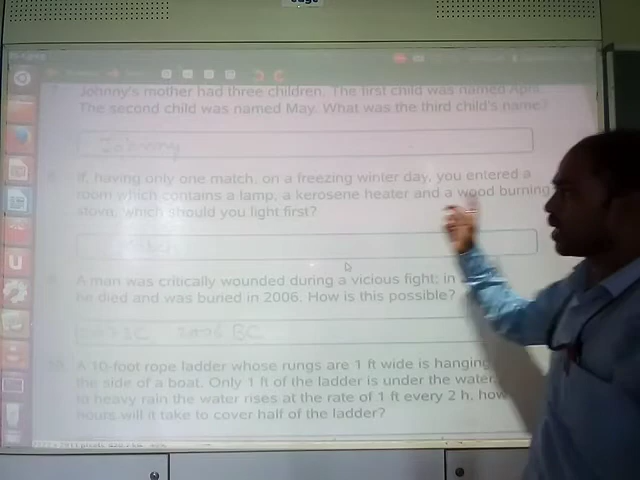 Johnny's mother had three children. The first child was named April.
The second child was named May. What was the third child's name?
Johnny
If, having only one match, on a freezing winter day, you entered a
room which contains a lamp, a kerosene heater and a wood burning
stove, which should you light first?
A man was critically wounded during a vicious fight; in
he died and was buried in 2006. How is this possible?
2006 BC
10. A 10-foot rope ladder whose rungs are 1 ft wide is hanging
the side of a boat. Only 1 ft of the ladder is under the water.
to heavy rain the water rises at the rate of 1 ft every 2 h, how
hours will it take to cover half of the ladder?